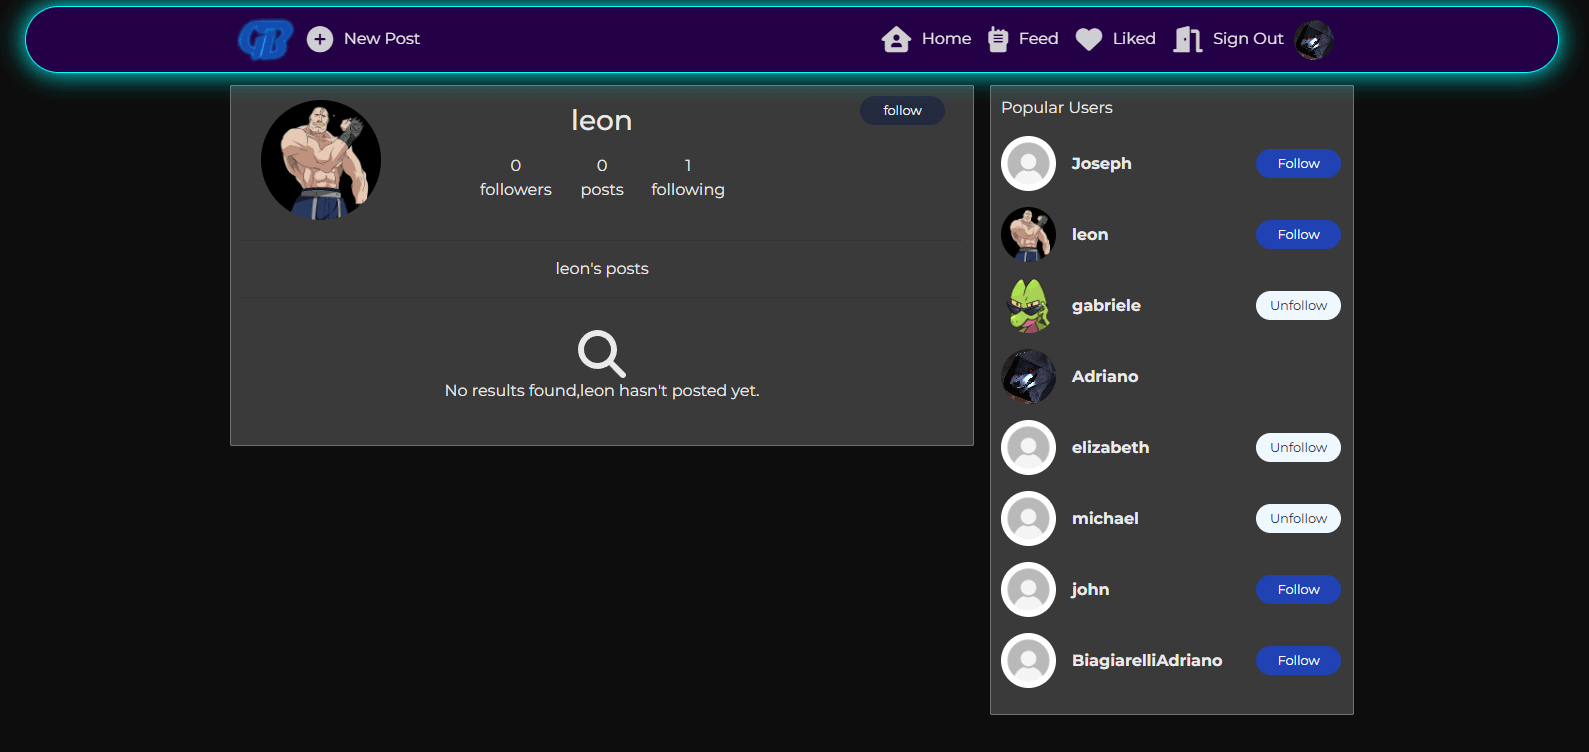 GB New Post Home Feed Liked Sign Out
leon
follow
0 0 1
followers posts following
leon's posts
No results found,leon hasn't posted yet.
Popular Users
Joseph Follow
leon Follow
gabriele Unfollow
Adriano
elizabeth Unfollow
michael Unfollow
john Follow
BiagiarelliAdriano Follow